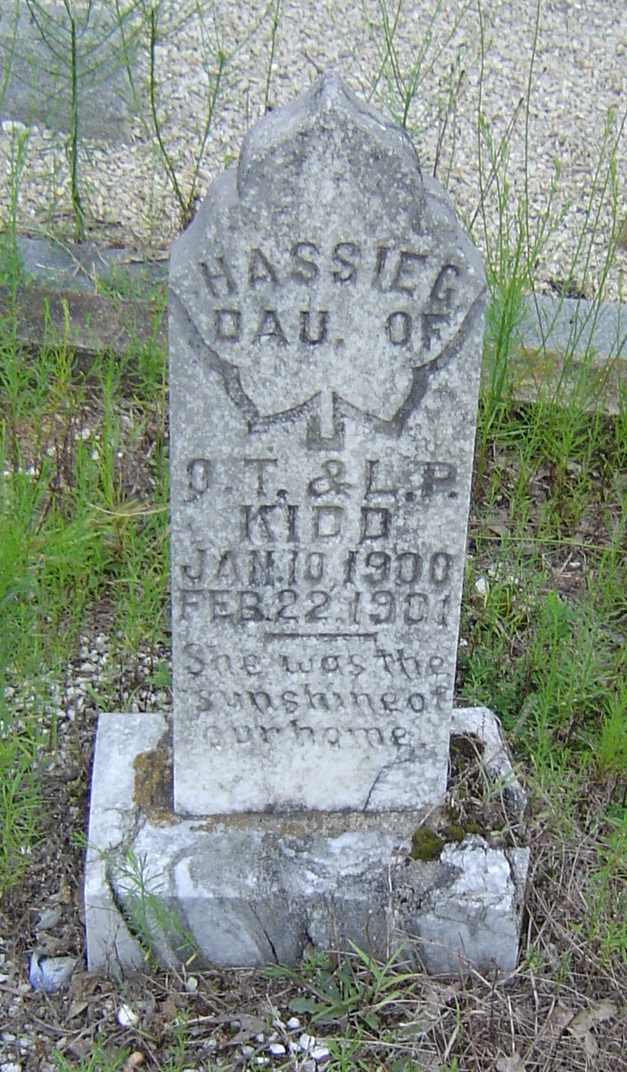 HASSIE G
DAU. OF
O.T. & L.P.
KIDD
JAN. 10, 1900
FEB. 22, 1901
She was the
sunshine of
our home.